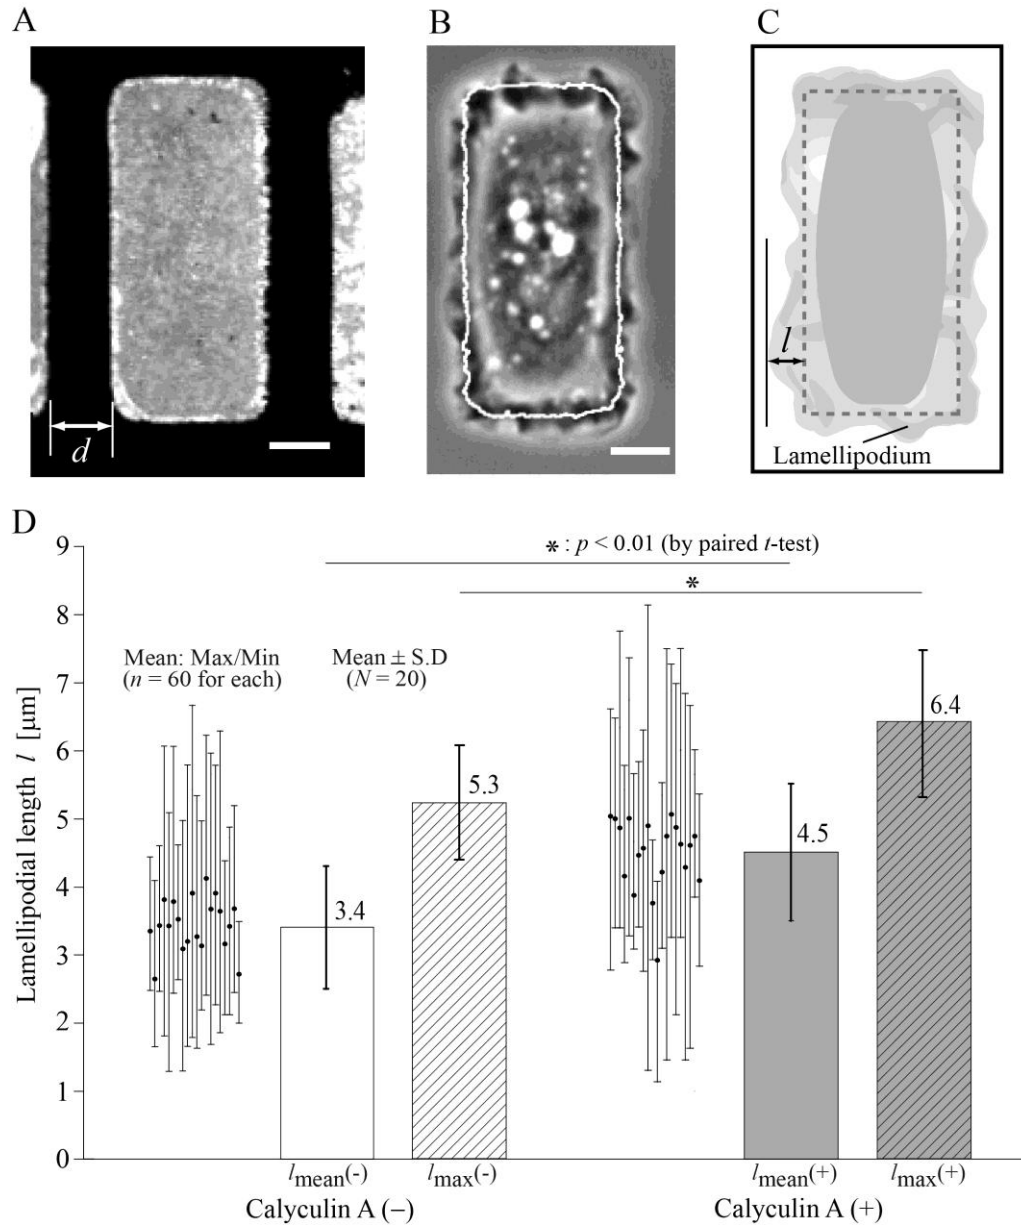 A
B
C
d
l
Lamellipodium
D
* : p < 0.01 (by paired t-test)
*
Mean: Max/Min
(n = 60 for each)
Mean ± S.D
(N = 20)
Lamellipodial length l [μm]
9
8
7
6
5
4
3
2
1
0
3.4
5.3
4.5
6.4
lmean(-)
lmax(-)
lmean(+)
lmax(+)
Calyculin A (−)
Calyculin A (+)